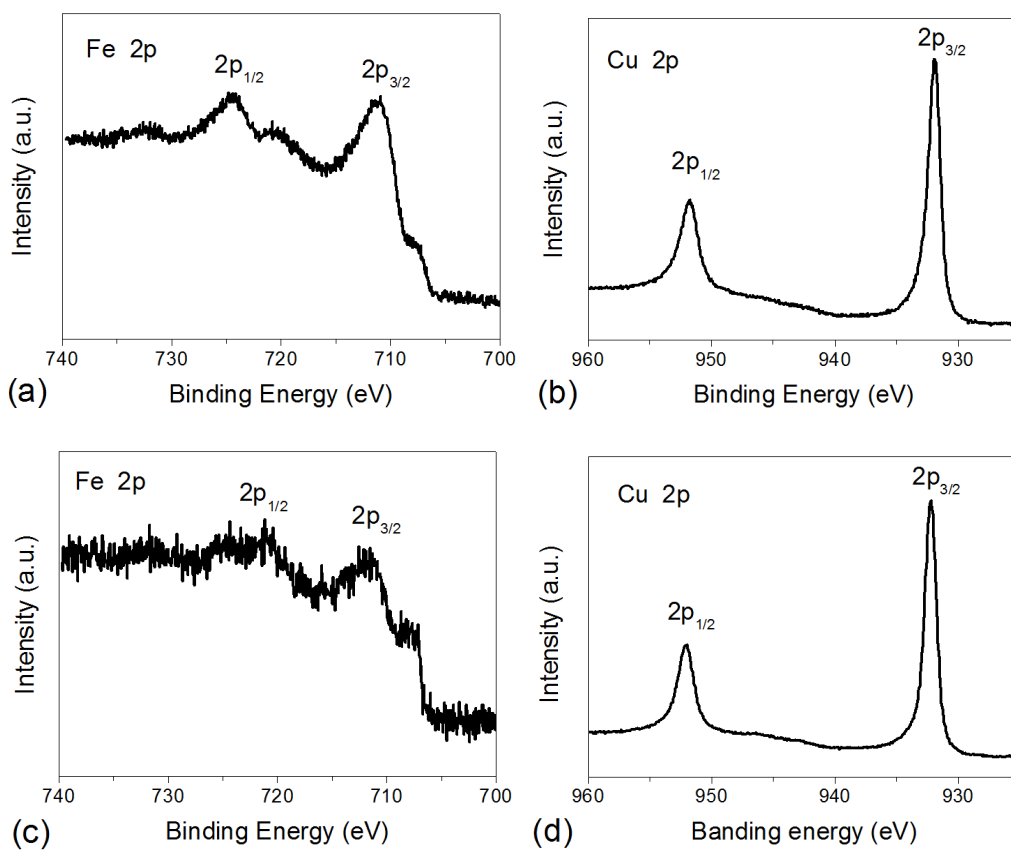 Fe 2p
2p1/2
2p3/2
Intensity (a.u.)
740 730 720 710 700
Binding Energy (eV)
(a)
Cu 2p
2p1/2
2p3/2
Intensity (a.u.)
960 950 940 930
Binding Energy (eV)
(b)
Fe 2p
2p1/2
2p3/2
Intensity (a.u.)
740 730 720 710 700
Binding Energy (eV)
(c)
Cu 2p
2p1/2
2p3/2
Intensity (a.u.)
960 950 940 930
Banding energy (eV)
(d)